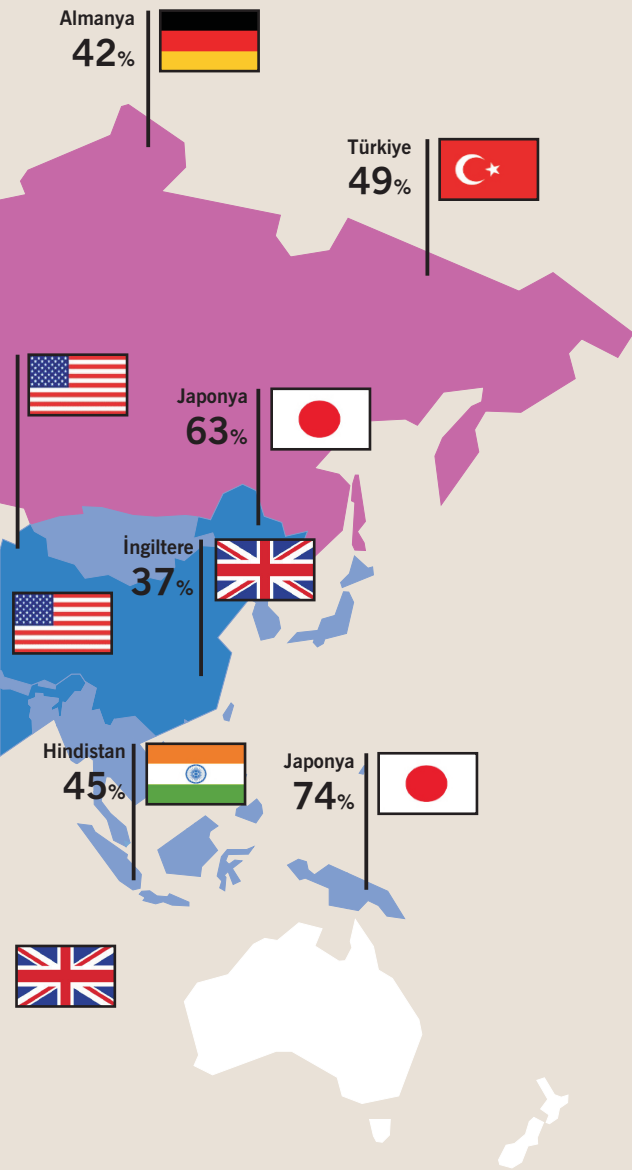 Almanya
42%
Türkiye
49%
Japonya
63%
İngiltere
37%
Hindistan
45%
Japonya
74%